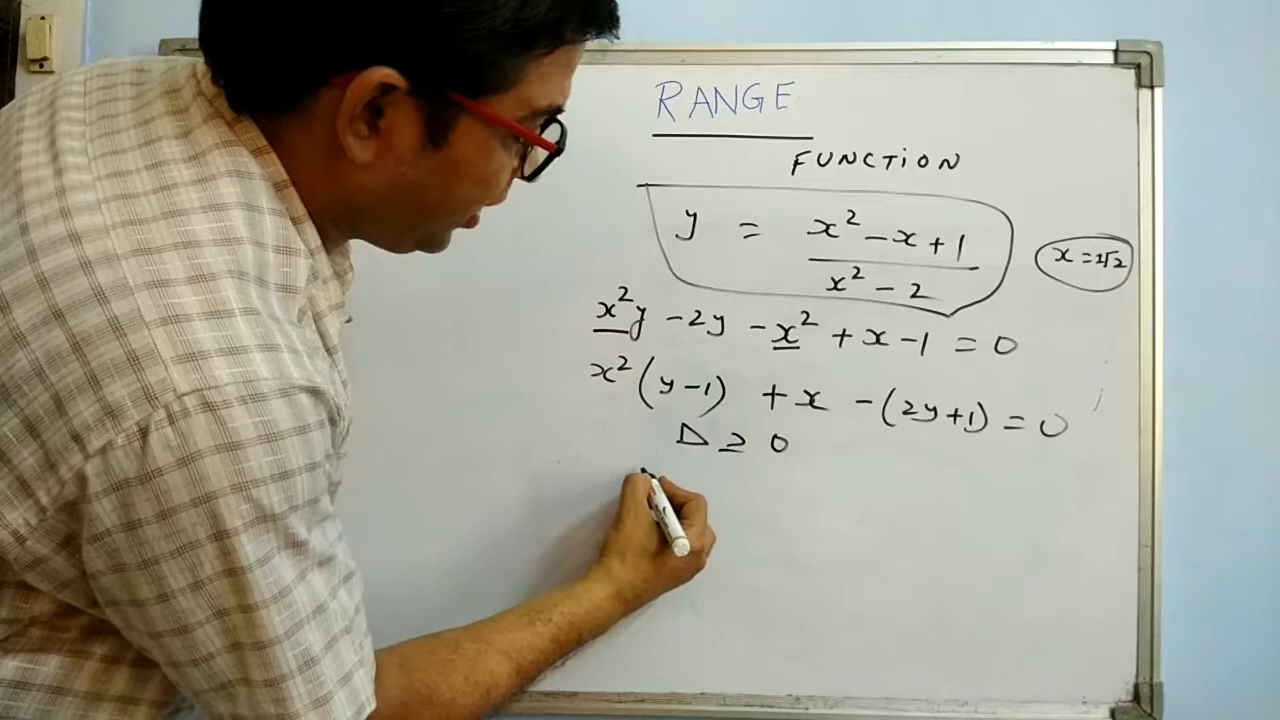 RANGE
FUNCTION
y = (x² - x + 1)/(x² - 2)
x = ±√2
x²y - 2y - x² + x - 1 = 0
x²(y-1) + x - (2y+1) = 0
Δ ≥ 0